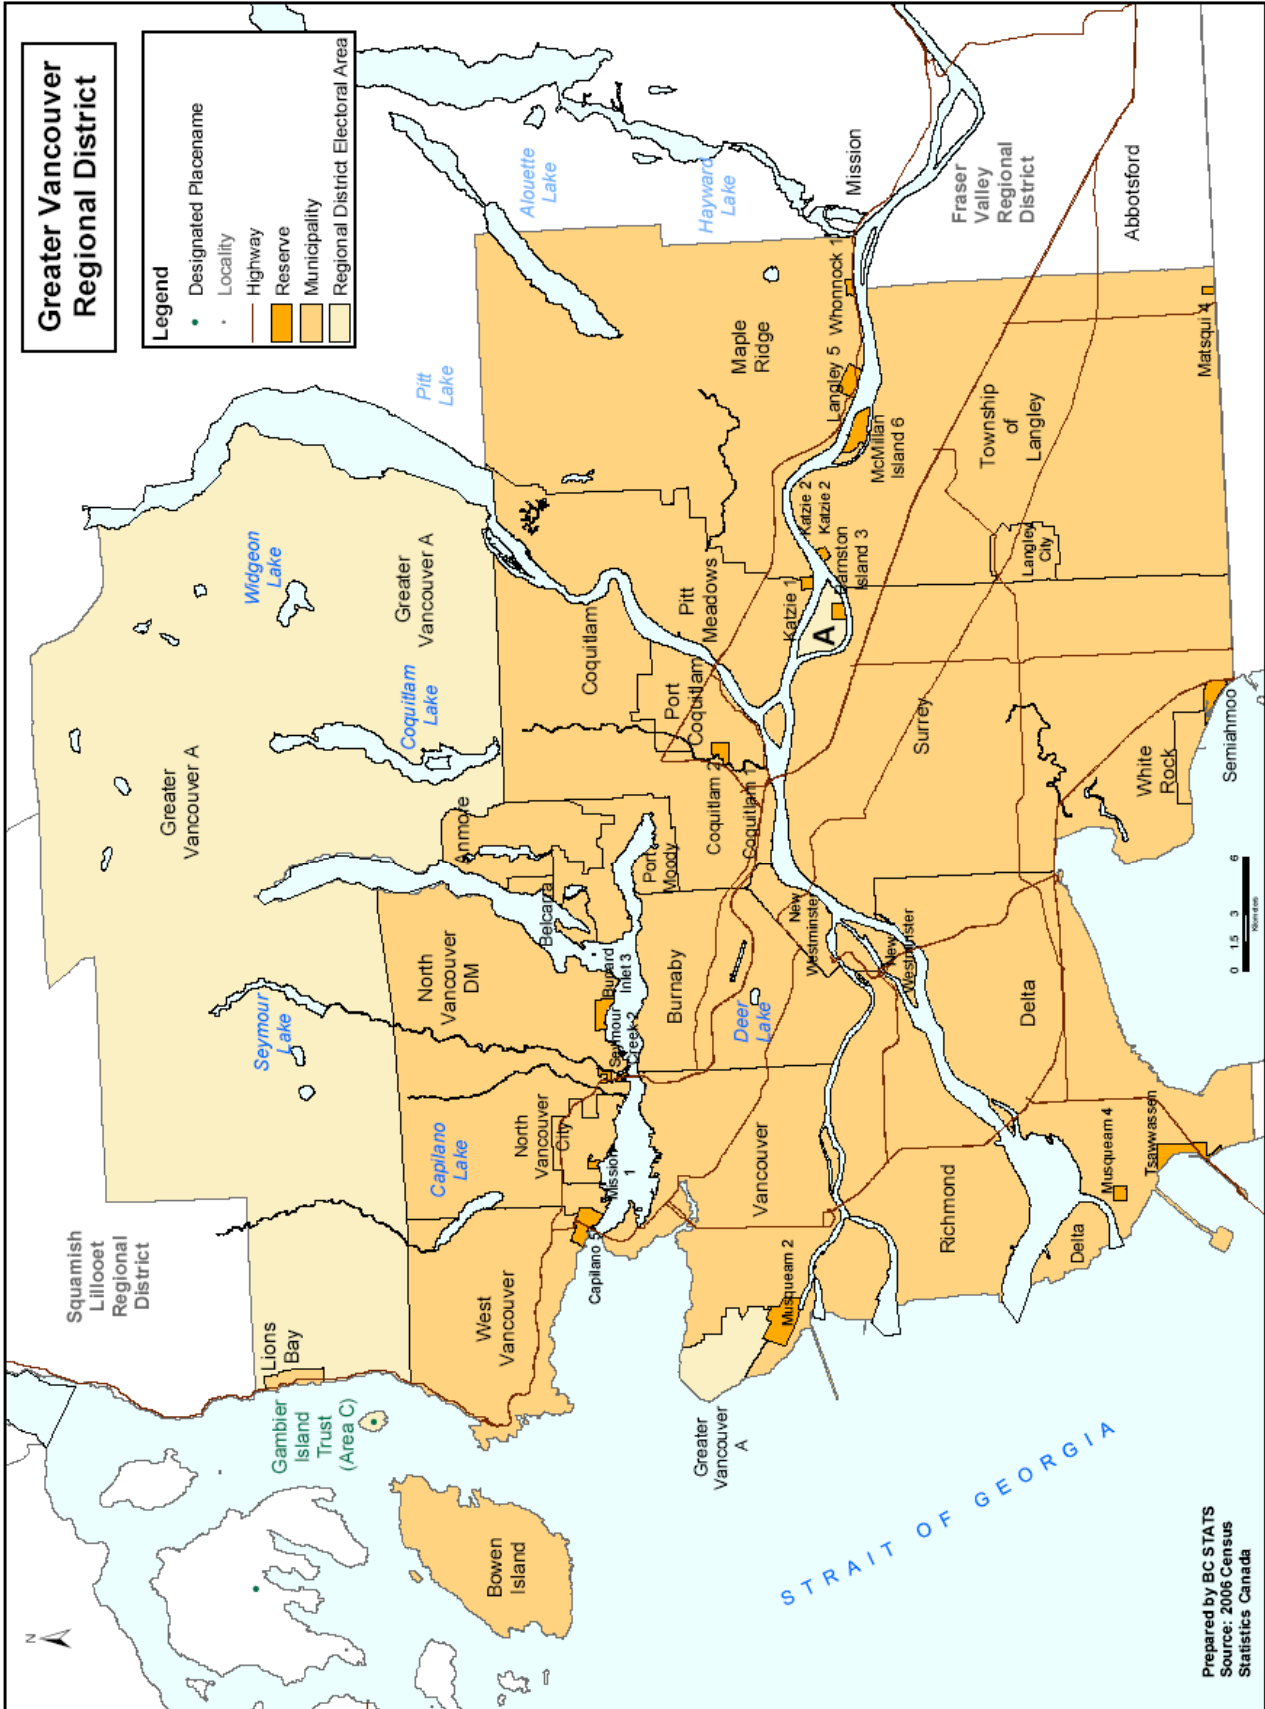 Greater Vancouver
Regional District
Legend
Designated Placename
Locality
Highway
Reserve
Municipality
Regional District Electoral Area
N
Squamish
Lillooet
Regional
District
Lions
Bay
Gambier
Island
Trust
(Area C)
Bowen
Island
Greater
Vancouver A
Widgeon
Lake
Greater
Vancouver A
Coquitlam
Lake
Seymour
Lake
Pitt
Lake
Alouette
Lake
Hayward
Lake
Mission
Fraser
Valley
Regional
District
Abbotsford
Capilano
Lake
West
Vancouver
North
Vancouver
DM
North
Vancouver
City
Anmore
Belcarra
Burrard
Inlet 3
Seymour
Creek 2
Mission
1
Capilano 5
Port
Moody
Coquitlam
Port
Coquitlam
Coquitlam 2
Coquitlam 1
Pitt
Meadows
Maple
Ridge
Burnaby
Deer
Lake
New
Westminster
New
Westminster
Vancouver
Musqueam 2
Greater
Vancouver
A
Richmond
Delta
Delta
Musqueam 4
Tsawwassen
Surrey
White
Rock
Semiahmoo
A
Katzie 1
Katzie 2
Katzie 2
Barnston
Island 3
McMillan
Island 6
Langley 5
Whonnock 1
Township
of
Langley
Langley
City
Matsqui 4
STRAIT OF GEORGIA
0 1.5 3 6
Kilometers
Prepared by BC STATS
Source: 2006 Census
Statistics Canada